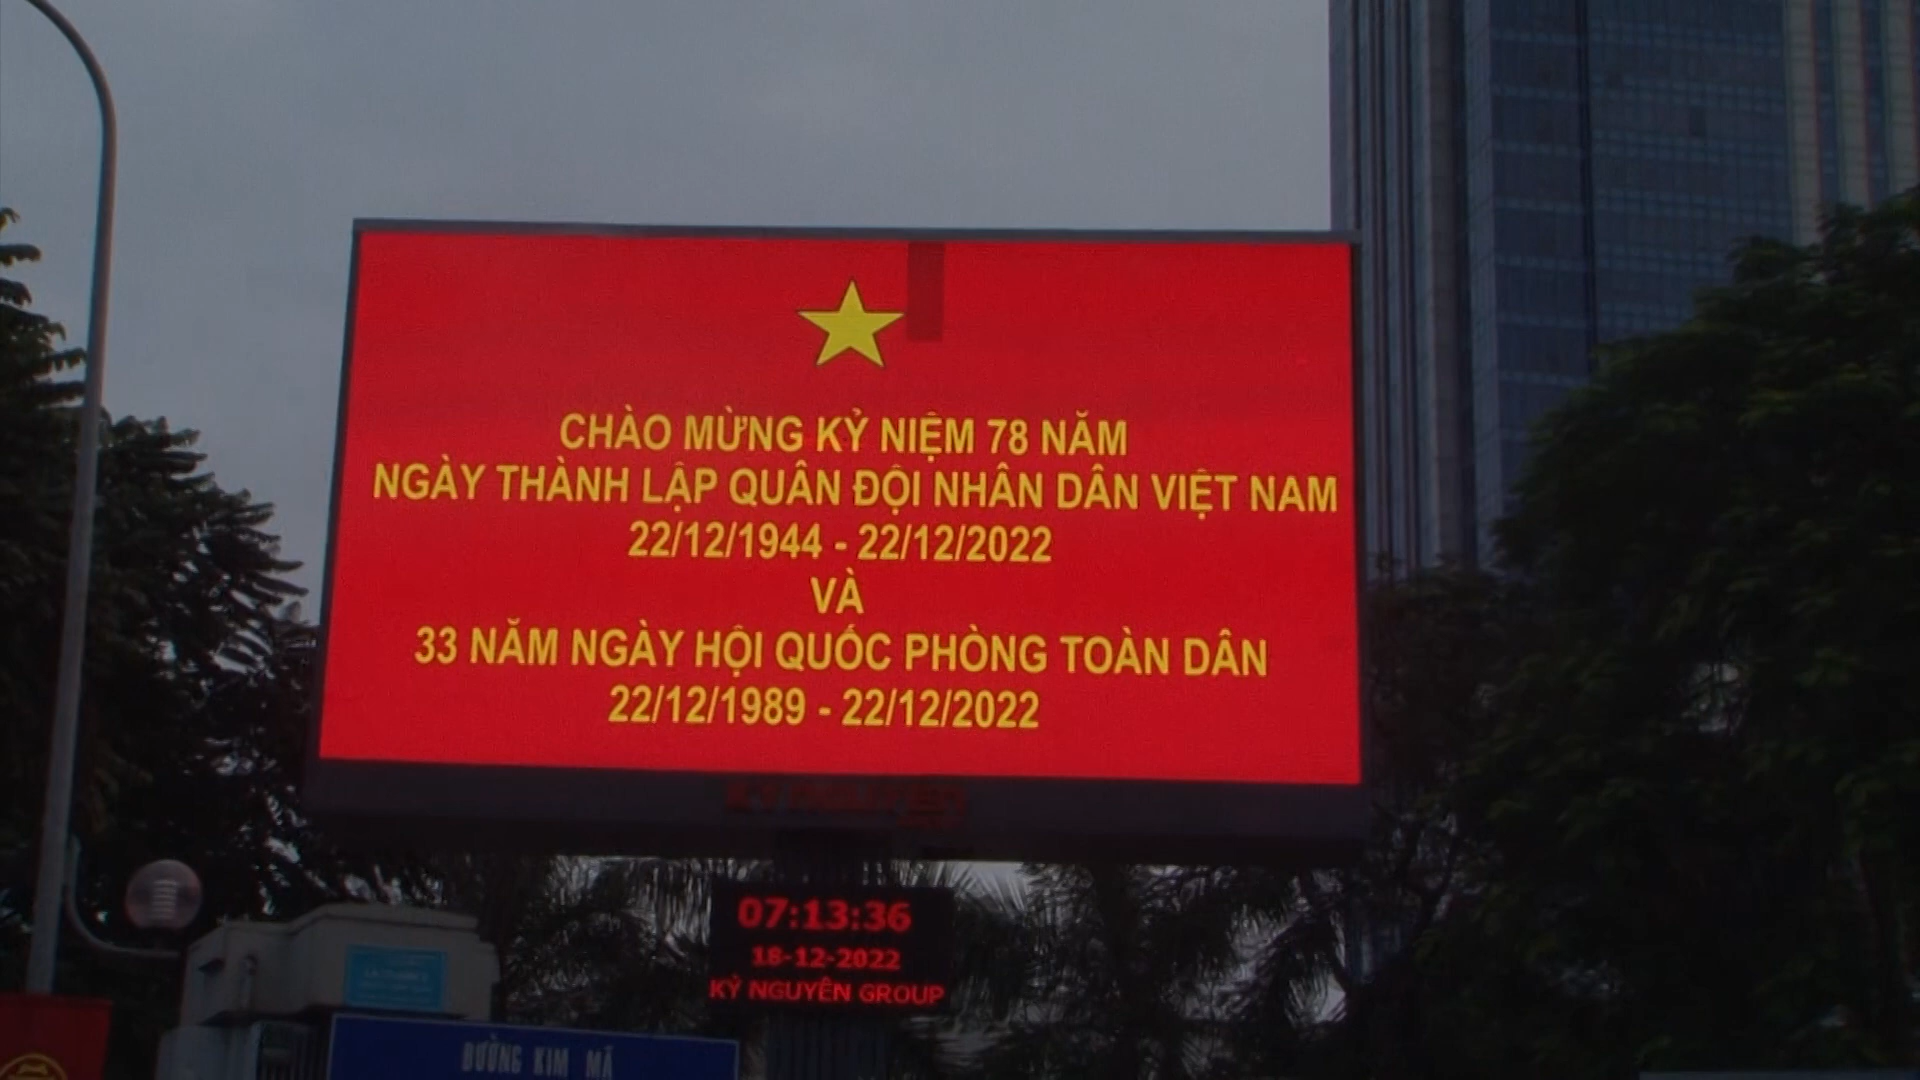 CHÀO MỪNG KỶ NIỆM 78 NĂM
NGÀY THÀNH LẬP QUÂN ĐỘI NHÂN DÂN VIỆT NAM
22/12/1944 - 22/12/2022
VÀ
33 NĂM NGÀY HỘI QUỐC PHÒNG TOÀN DÂN
22/12/1989 - 22/12/2022
07:13:36
18-12-2022
KỶ NGUYÊN GROUP
ĐƯỜNG KIM MÃ